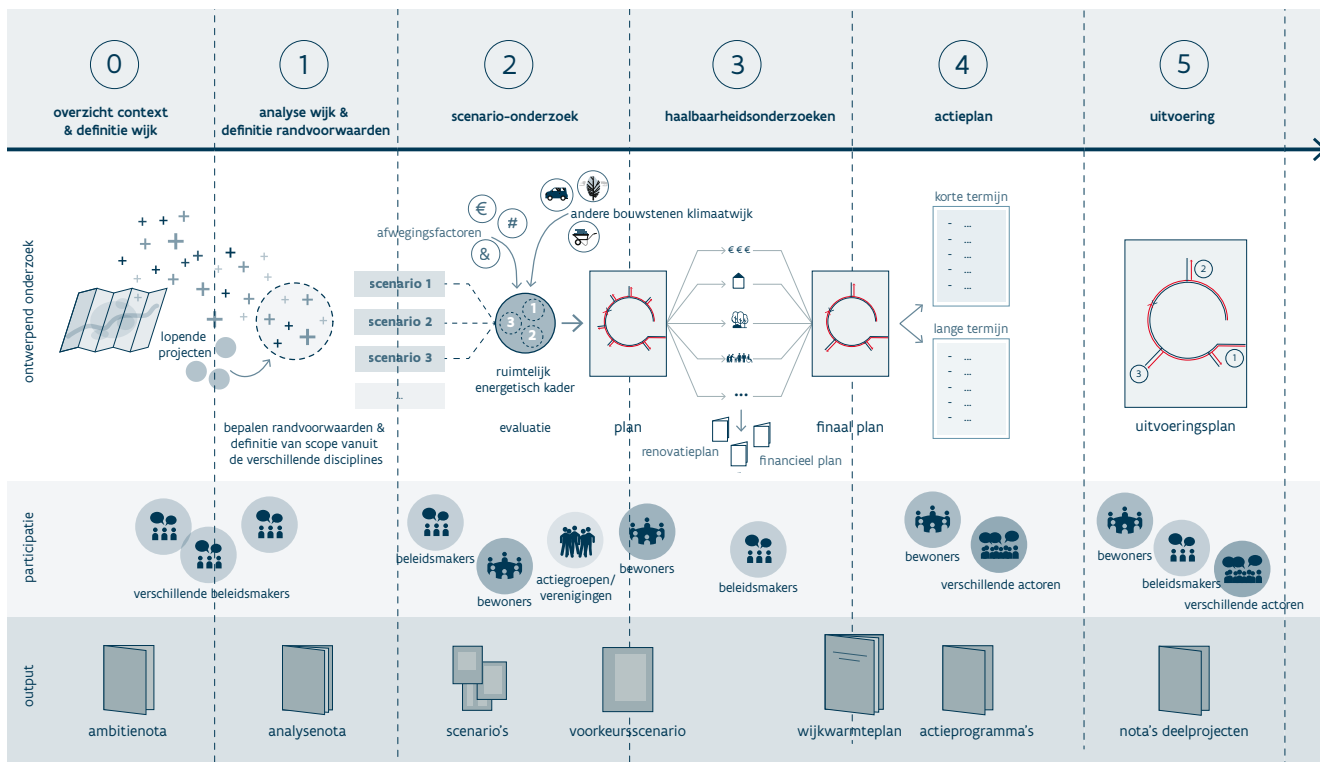 0
1
2
3
4
5
overzicht context
& definitie wijk
analyse wijk &
definitie randvoorwaarden
scenario-onderzoek
haalbaarheidsonderzoeken
actieplan
uitvoering
ontwerpend onderzoek
lopende
projecten
bepalen randvoorwaarden &
definitie van scope vanuit
de verschillende disciplines
afwegingsfactoren
€
#
&
andere bouwstenen klimaatwijk
scenario 1
scenario 2
scenario 3
...
1
3
2
ruimtelijk
energetisch kader
evaluatie
plan
€ € €
...
renovatieplan
financieel plan
finaal plan
korte termijn
- ...
- ...
- ...
- ...
- ...
lange termijn
- ...
- ...
- ...
- ...
- ...
2
1
3
uitvoeringsplan
participatie
verschillende beleidsmakers
beleidsmakers
bewoners
actiegroepen/
verenigingen
bewoners
beleidsmakers
bewoners
verschillende actoren
bewoners
beleidsmakers
verschillende actoren
output
ambitienota
analysenota
scenario's
voorkeursscenario
wijkwarmteplan
actieprogramma's
nota's deelprojecten